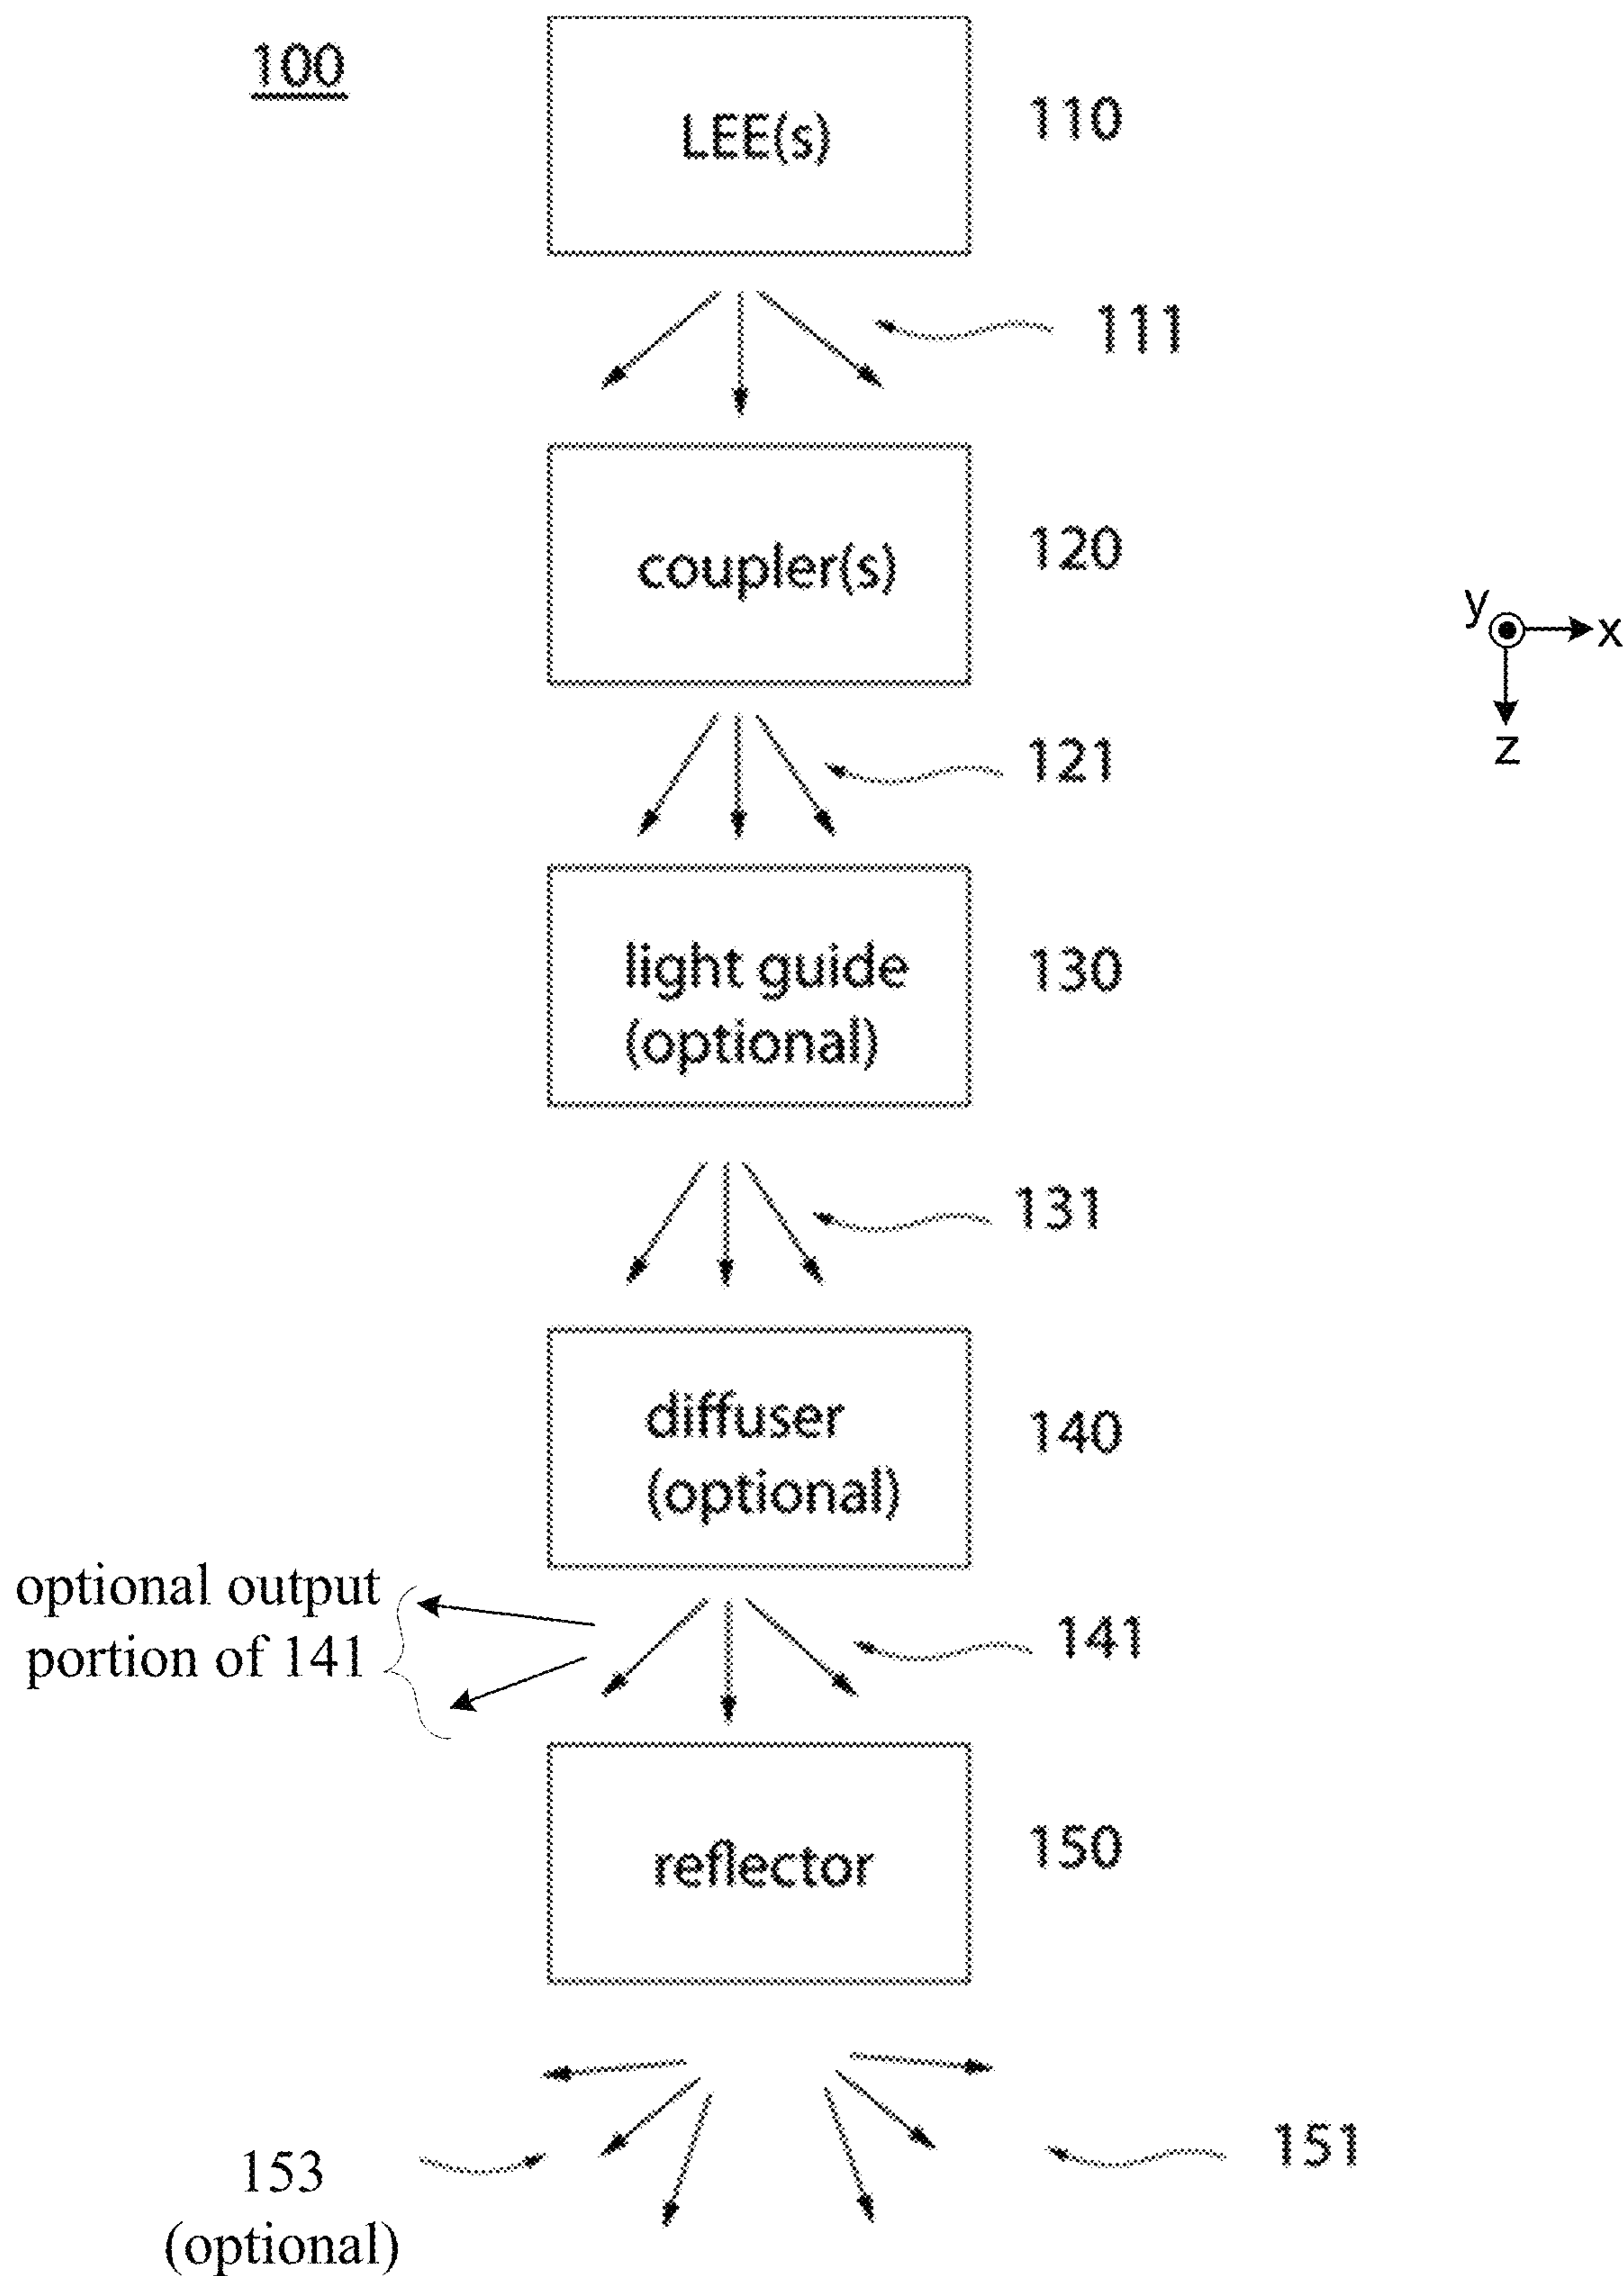 100
LEE(s)
110
111
coupler(s)
120
y
x
z
121
light guide
(optional)
130
131
diffuser
(optional)
140
optional output
portion of 141
141
reflector
150
151
153
(optional)